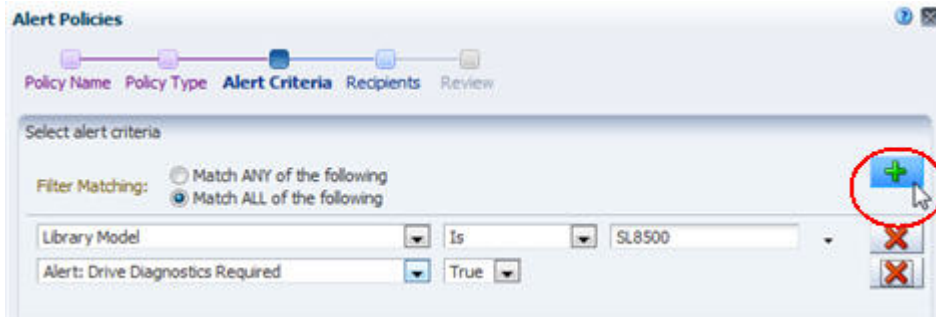 Alert Policies
Policy Name Policy Type Alert Criteria Recipients Review
Select alert criteria
Filter Matching:
Match ANY of the following
Match ALL of the following
Library Model Is SL8500
Alert: Drive Diagnostics Required True